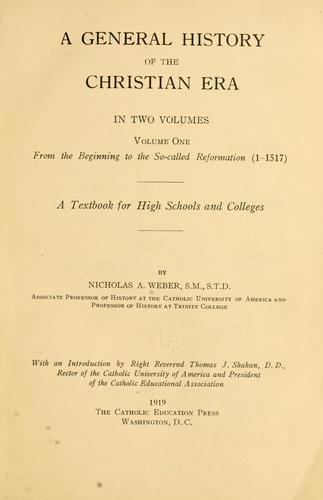 A GENERAL HISTORY
OF THE
CHRISTIAN ERA
IN TWO VOLUMES
VOLUME ONE
From the Beginning to the So-called Reformation (1-1517)
A Textbook for High Schools and Colleges
BY
NICHOLAS A. WEBER, S.M., S.T.D.
ASSOCIATE PROFESSOR OF HISTORY AT THE CATHOLIC UNIVERSITY OF AMERICA AND
PROFESSOR OF HISTORY AT TRINITY COLLEGE
With an Introduction by Right Reverend Thomas J. Shahan, D. D.,
Rector of the Catholic University of America and President
of the Catholic Educational Association
1919
THE CATHOLIC EDUCATION PRESS
WASHINGTON, D. C.